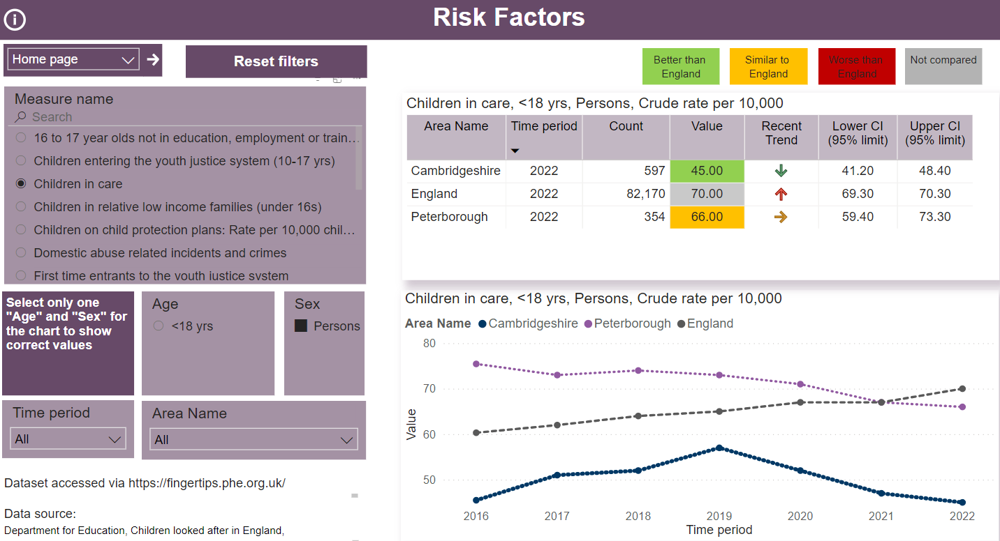 Risk Factors
Home page
Reset filters
Better than
England
Similar to
England
Worse than
England
Not compared
Measure name
Search
16 to 17 year olds not in education, employment or train…
Children entering the youth justice system (10-17 yrs)
Children in care
Children in relative low income families (under 16s)
Children on child protection plans: Rate per 10,000 chil…
Domestic abuse related incidents and crimes
First time entrants to the youth justice system
Select only one
"Age" and "Sex" for
the chart to show
correct values
Age
<18 yrs
Sex
Persons
Time period
All
Area Name
All
Dataset accessed via https://fingertips.phe.org.uk/
Data source:
Department for Education, Children looked after in England,
Children in care, <18 yrs, Persons, Crude rate per 10,000
Area Name Time period Count Value Recent Trend Lower CI (95% limit) Upper CI (95% limit)
Cambridgeshire 2022 597 45.00 41.20 48.40
England 2022 82,170 70.00 69.30 70.30
Peterborough 2022 354 66.00 59.40 73.30
Children in care, <18 yrs, Persons, Crude rate per 10,000
Area Name Cambridgeshire Peterborough England
80
70
60
50
Value
2016 2017 2018 2019 2020 2021 2022
Time period